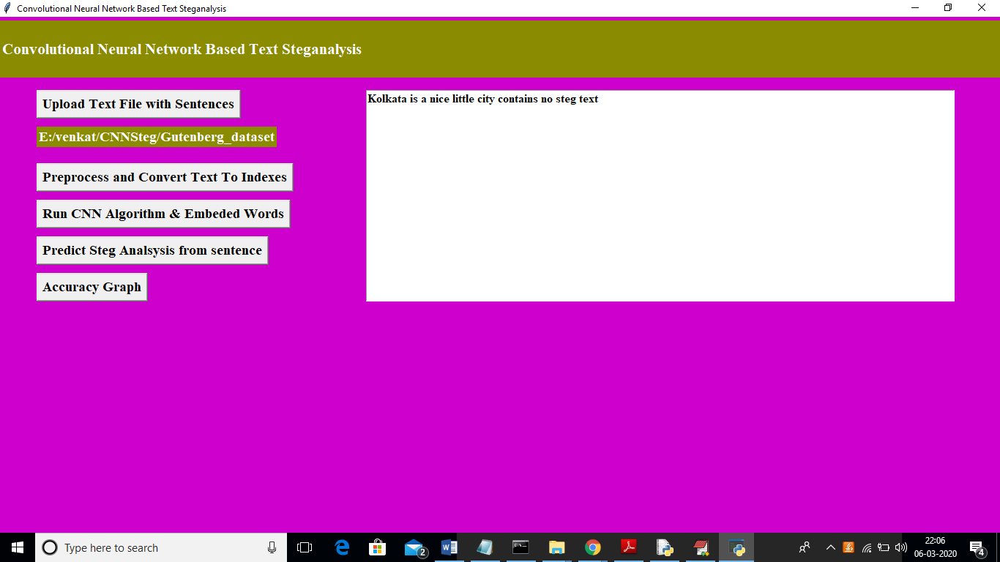 Convolutional Neural Network Based Text Steganalysis
Convolutional Neural Network Based Text Steganalysis
Upload Text File with Sentences
E:/venkat/CNNSteg/Gutenberg_dataset
Preprocess and Convert Text To Indexes
Run CNN Algorithm & Embeded Words
Predict Steg Analsysis from sentence
Accuracy Graph
Kolkata is a nice little city contains no steg text
Type here to search
2
22:06
06-03-2020
4